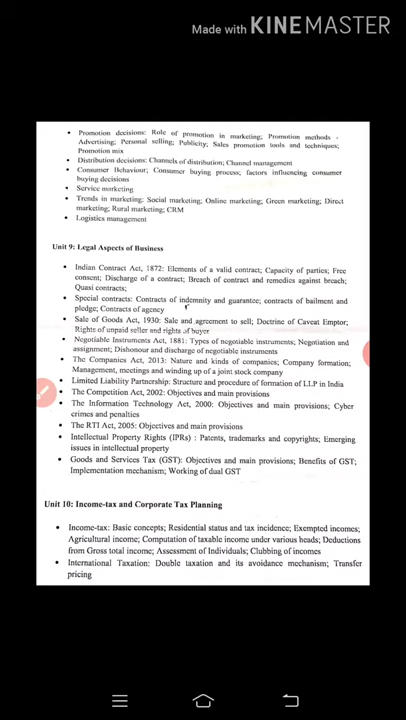 Made with KINEMASTER
• Promotion decisions: Role of promotion in marketing; Promotion methods -
Advertising; Personal selling; Publicity; Sales promotion tools and techniques;
Promotion mix
• Distribution decisions: Channels of distribution; Channel management
• Consumer Behaviour; Consumer buying process; factors influencing consumer
buying decisions
• Service marketing
• Trends in marketing: Social marketing; Online marketing; Green marketing; Direct
marketing; Rural marketing; CRM
• Logistics management
Unit 9: Legal Aspects of Business
• Indian Contract Act, 1872: Elements of a valid contract; Capacity of parties; Free
consent; Discharge of a contract; Breach of contract and remedies against breach;
Quasi contracts;
• Special contracts: Contracts of indemnity and guarantee; contracts of bailment and
pledge; Contracts of agency
• Sale of Goods Act, 1930: Sale and agreement to sell; Doctrine of Caveat Emptor;
Rights of unpaid seller and rights of buyer
• Negotiable Instruments Act, 1881: Types of negotiable instruments; Negotiation and
assignment; Dishonour and discharge of negotiable instruments
• The Companies Act, 2013: Nature and kinds of companies; Company formation;
Management, meetings and winding up of a joint stock company
• Limited Liability Partnership: Structure and procedure of formation of LLP in India
• The Competition Act, 2002: Objectives and main provisions
• The Information Technology Act, 2000: Objectives and main provisions; Cyber
crimes and penalties
• The RTI Act, 2005: Objectives and main provisions
• Intellectual Property Rights (IPRs) : Patents, trademarks and copyrights; Emerging
issues in intellectual property
• Goods and Services Tax (GST): Objectives and main provisions; Benefits of GST;
Implementation mechanism; Working of dual GST
Unit 10: Income-tax and Corporate Tax Planning
• Income-tax: Basic concepts; Residential status and tax incidence; Exempted incomes;
Agricultural income; Computation of taxable income under various heads; Deductions
from Gross total income; Assessment of Individuals; Clubbing of incomes
• International Taxation: Double taxation and its avoidance mechanism; Transfer
pricing